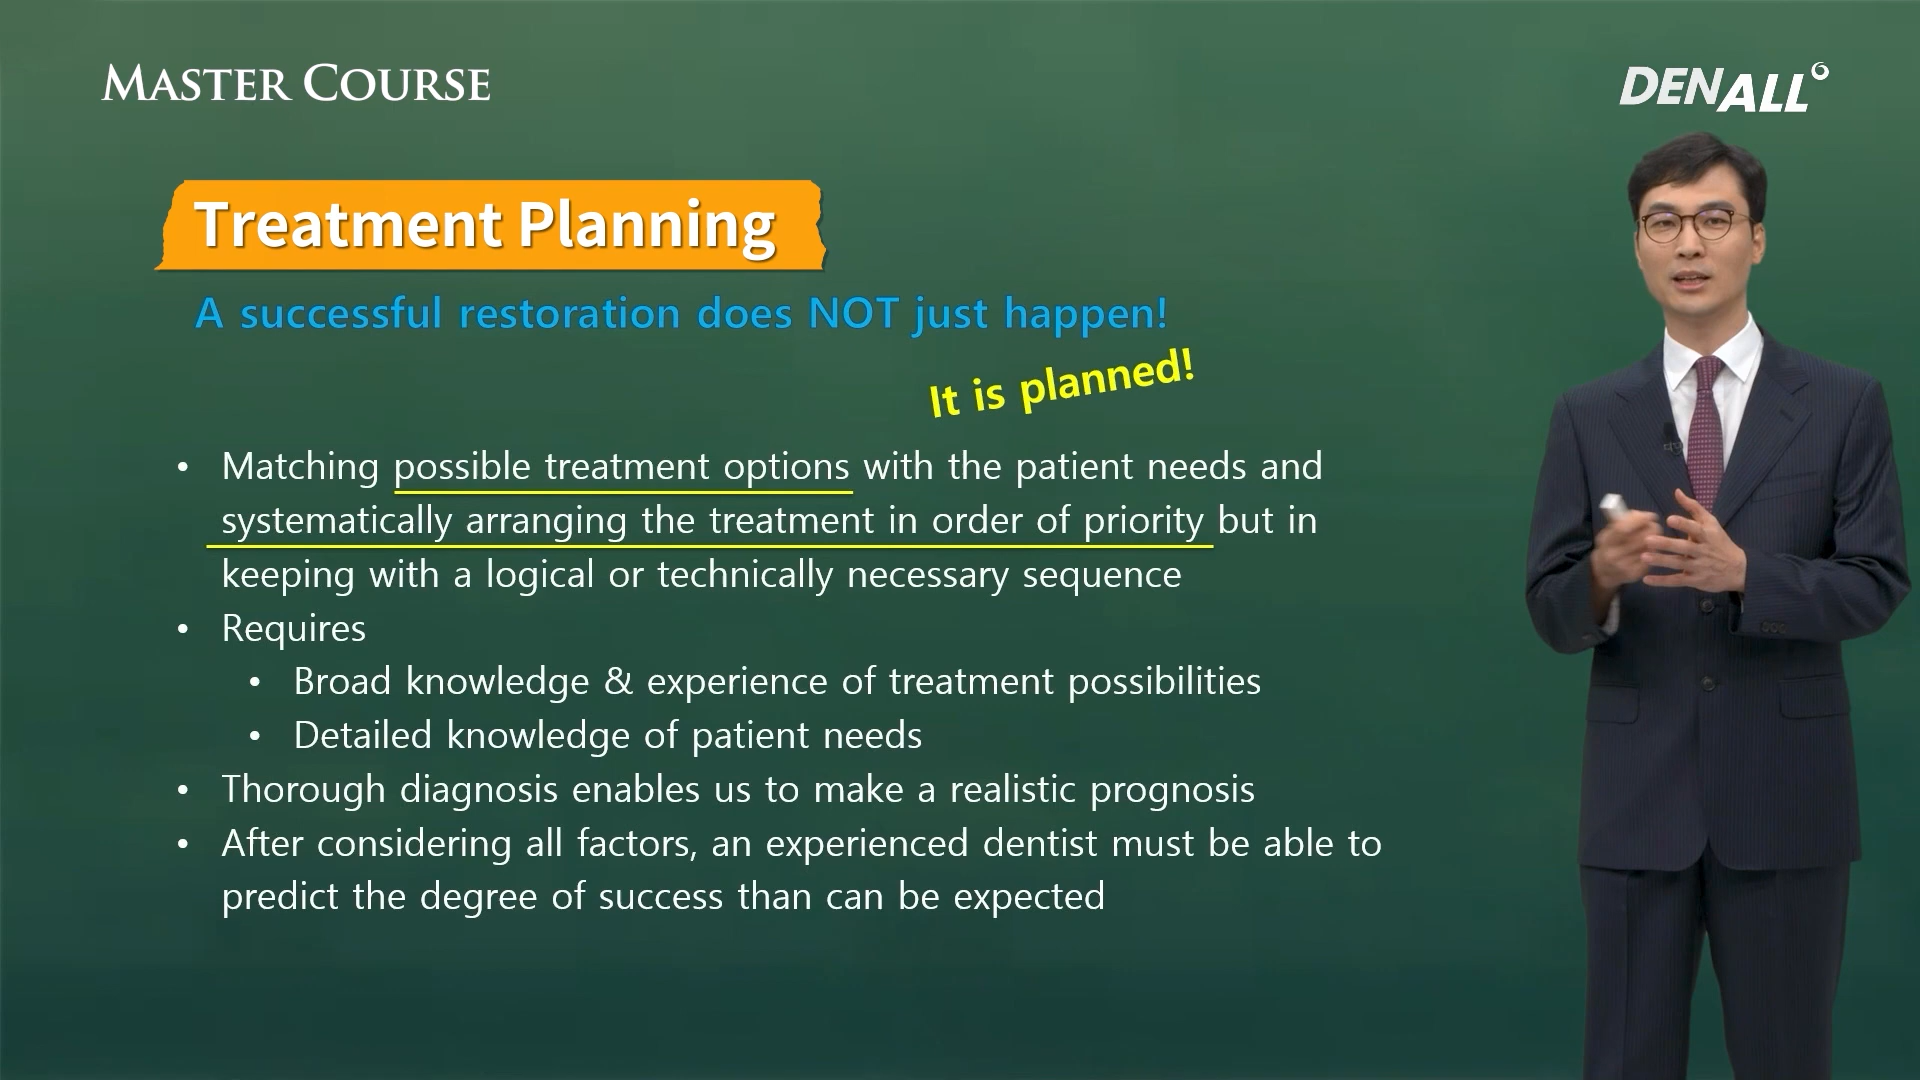 MASTER COURSE
DENALL
Treatment Planning
A successful restoration does NOT just happen!
It is planned!
• Matching possible treatment options with the patient needs and
systematically arranging the treatment in order of priority but in
keeping with a logical or technically necessary sequence
• Requires
• Broad knowledge & experience of treatment possibilities
• Detailed knowledge of patient needs
• Thorough diagnosis enables us to make a realistic prognosis
• After considering all factors, an experienced dentist must be able to
predict the degree of success than can be expected